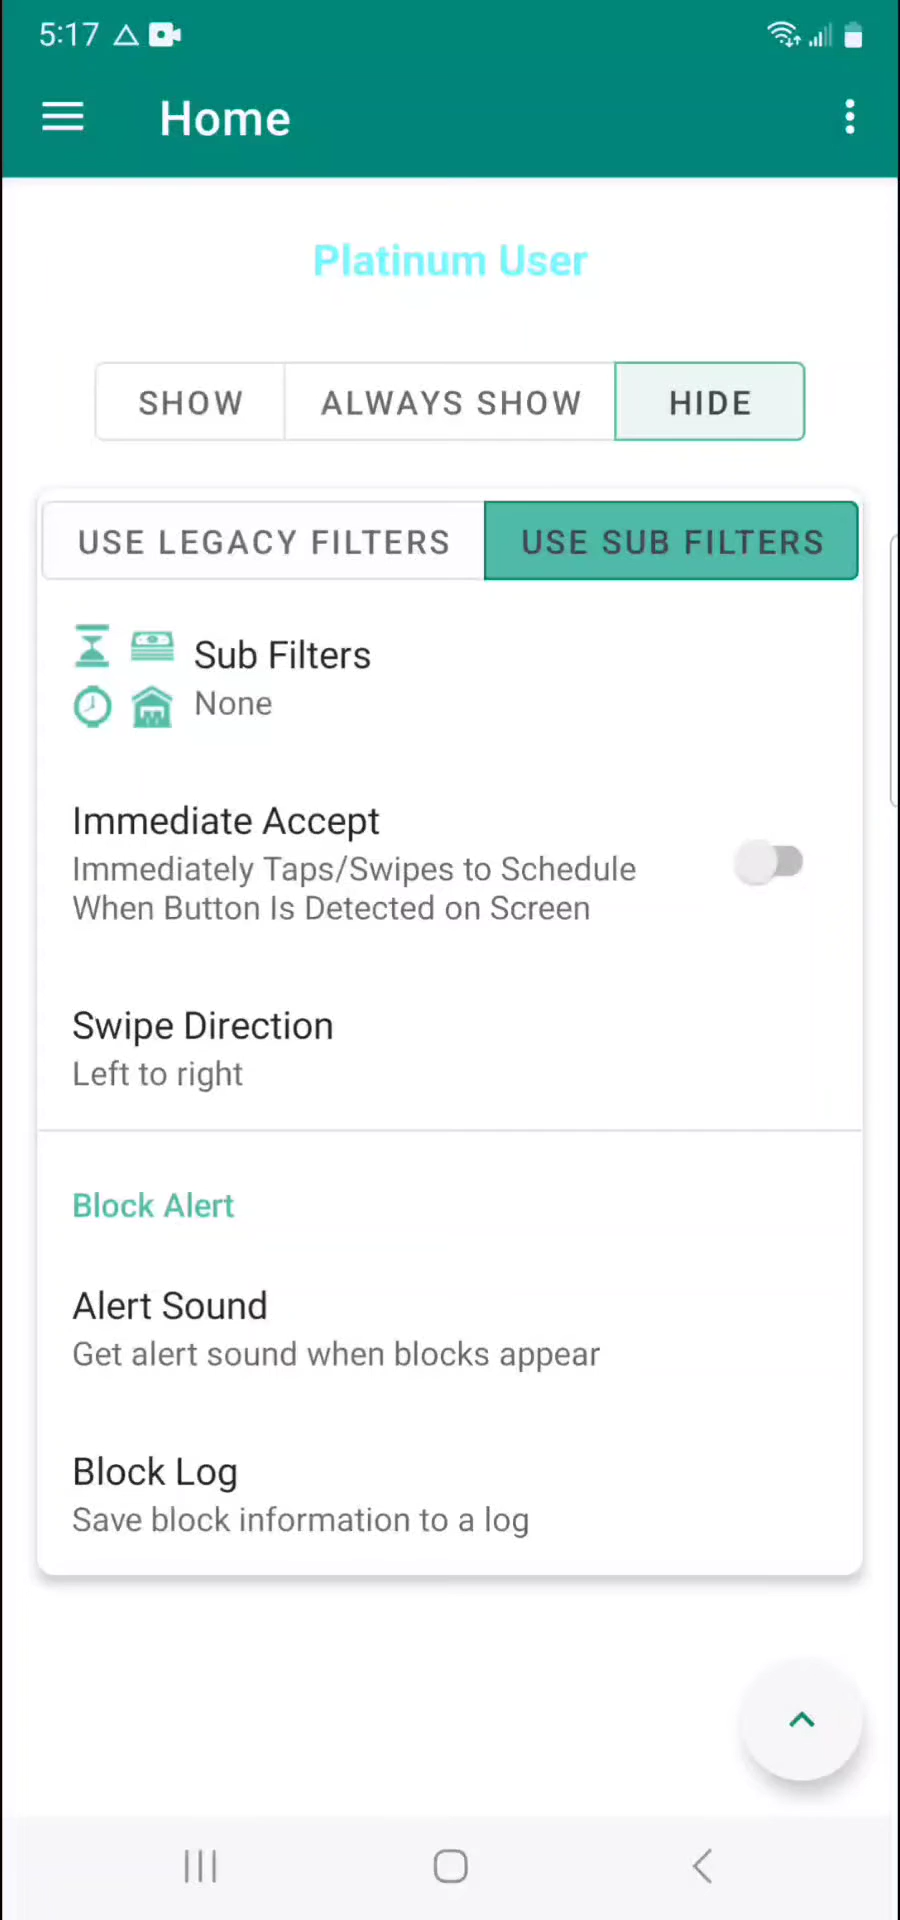 5:17
Home
Platinum User
SHOW
ALWAYS SHOW
HIDE
USE LEGACY FILTERS
USE SUB FILTERS
Sub Filters
None
Immediate Accept
Immediately Taps/Swipes to Schedule
When Button Is Detected on Screen
Swipe Direction
Left to right
Block Alert
Alert Sound
Get alert sound when blocks appear
Block Log
Save block information to a log